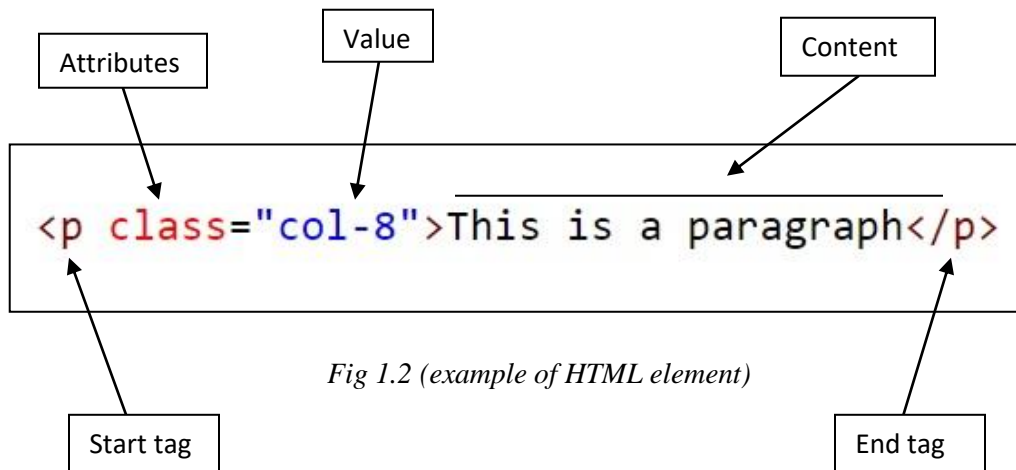 Attributes
Value
Content
<p class="col-8">This is a paragraph</p>
Fig 1.2 (example of HTML element)
Start tag
End tag